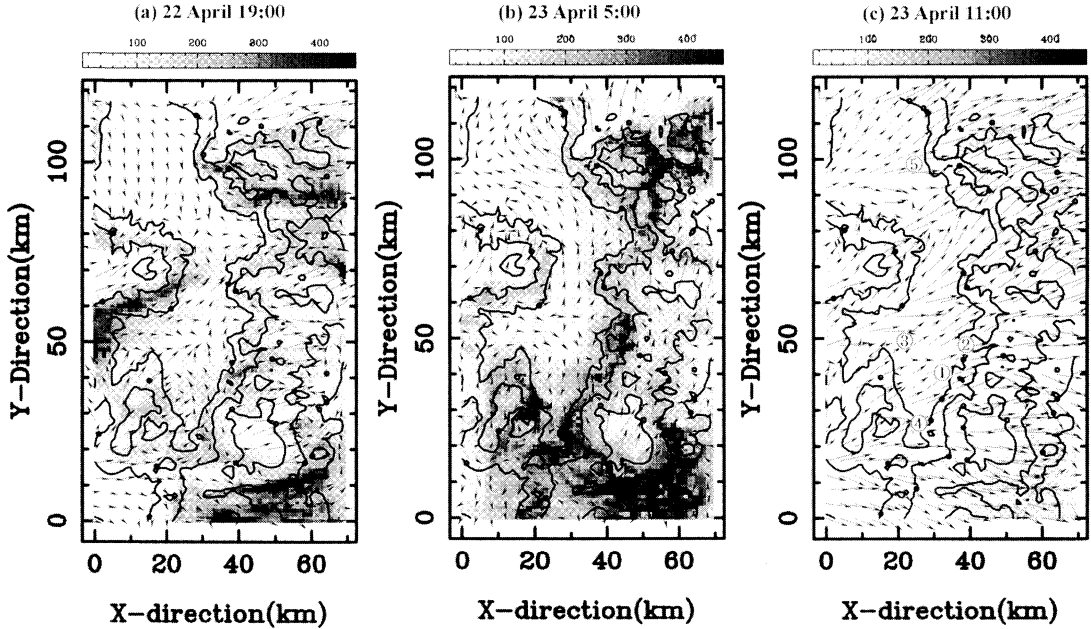 (a) 22 April 19:00
(b) 23 April 5:00
(c) 23 April 11:00
100 200 300 400
100 200 300 400
100 200 300 400
Y-Direction(km)
100
50
0
0 20 40 60
X-direction(km)
Y-Direction(km)
100
50
0
0 20 40 60
X-direction(km)
Y-Direction(km)
100
50
0
⑤
③
②
①
④
0 20 40 60
X-direction(km)